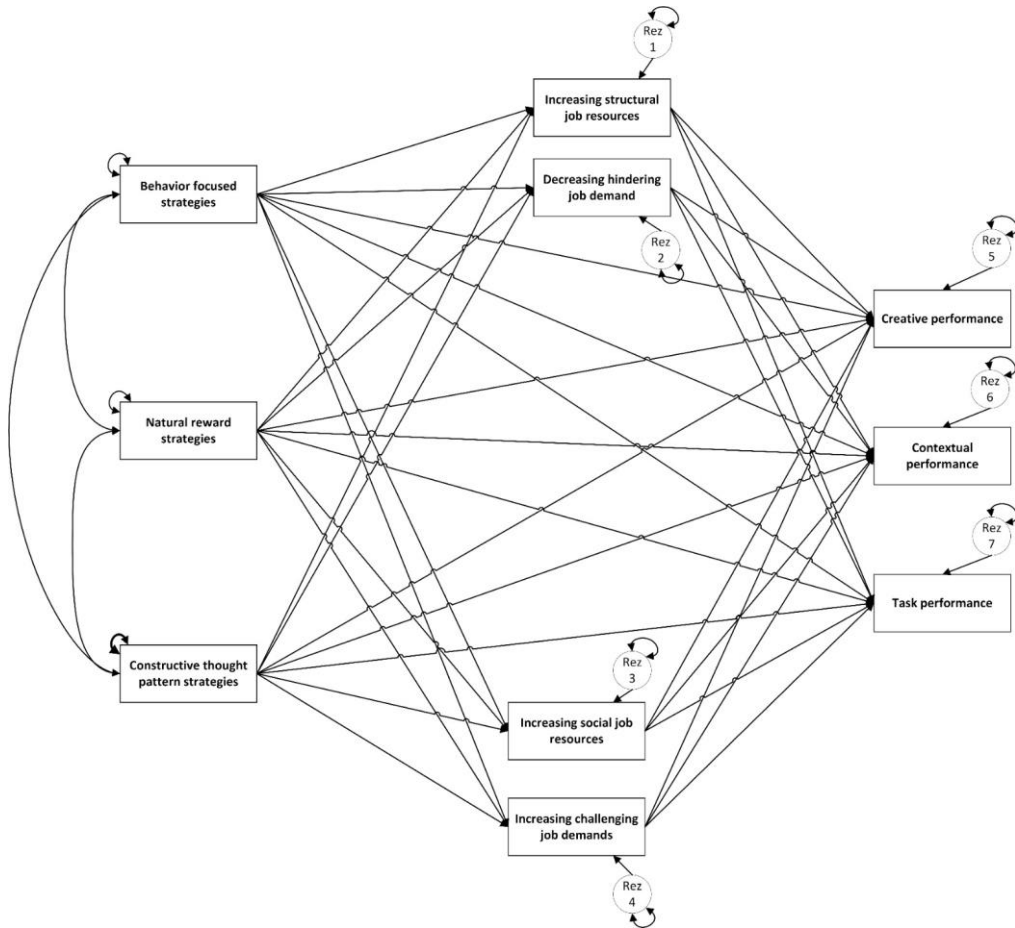 Rez
1
Increasing structural
job resources
Behavior focused
strategies
Decreasing hindering
job demand
Rez
2
Rez
5
Creative performance
Natural reward
strategies
Rez
6
Contextual
performance
Rez
7
Task performance
Constructive thought
pattern strategies
Rez
3
Increasing social job
resources
Increasing challenging
job demands
Rez
4